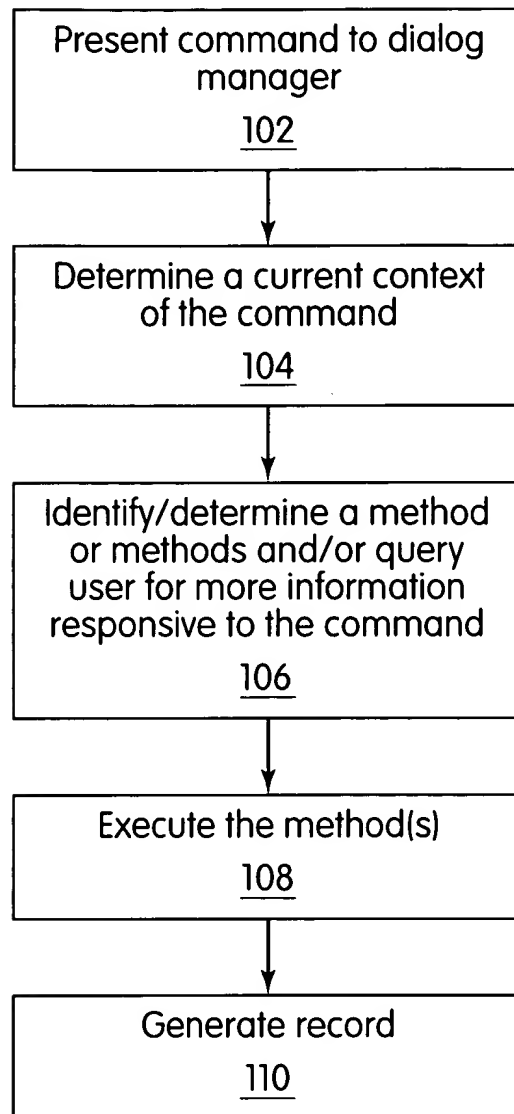 Present command to dialog
manager
102
Determine a current context
of the command
104
Identify/determine a method
or methods and/or query
user for more information
responsive to the command
106
Execute the method(s)
108
Generate record
110